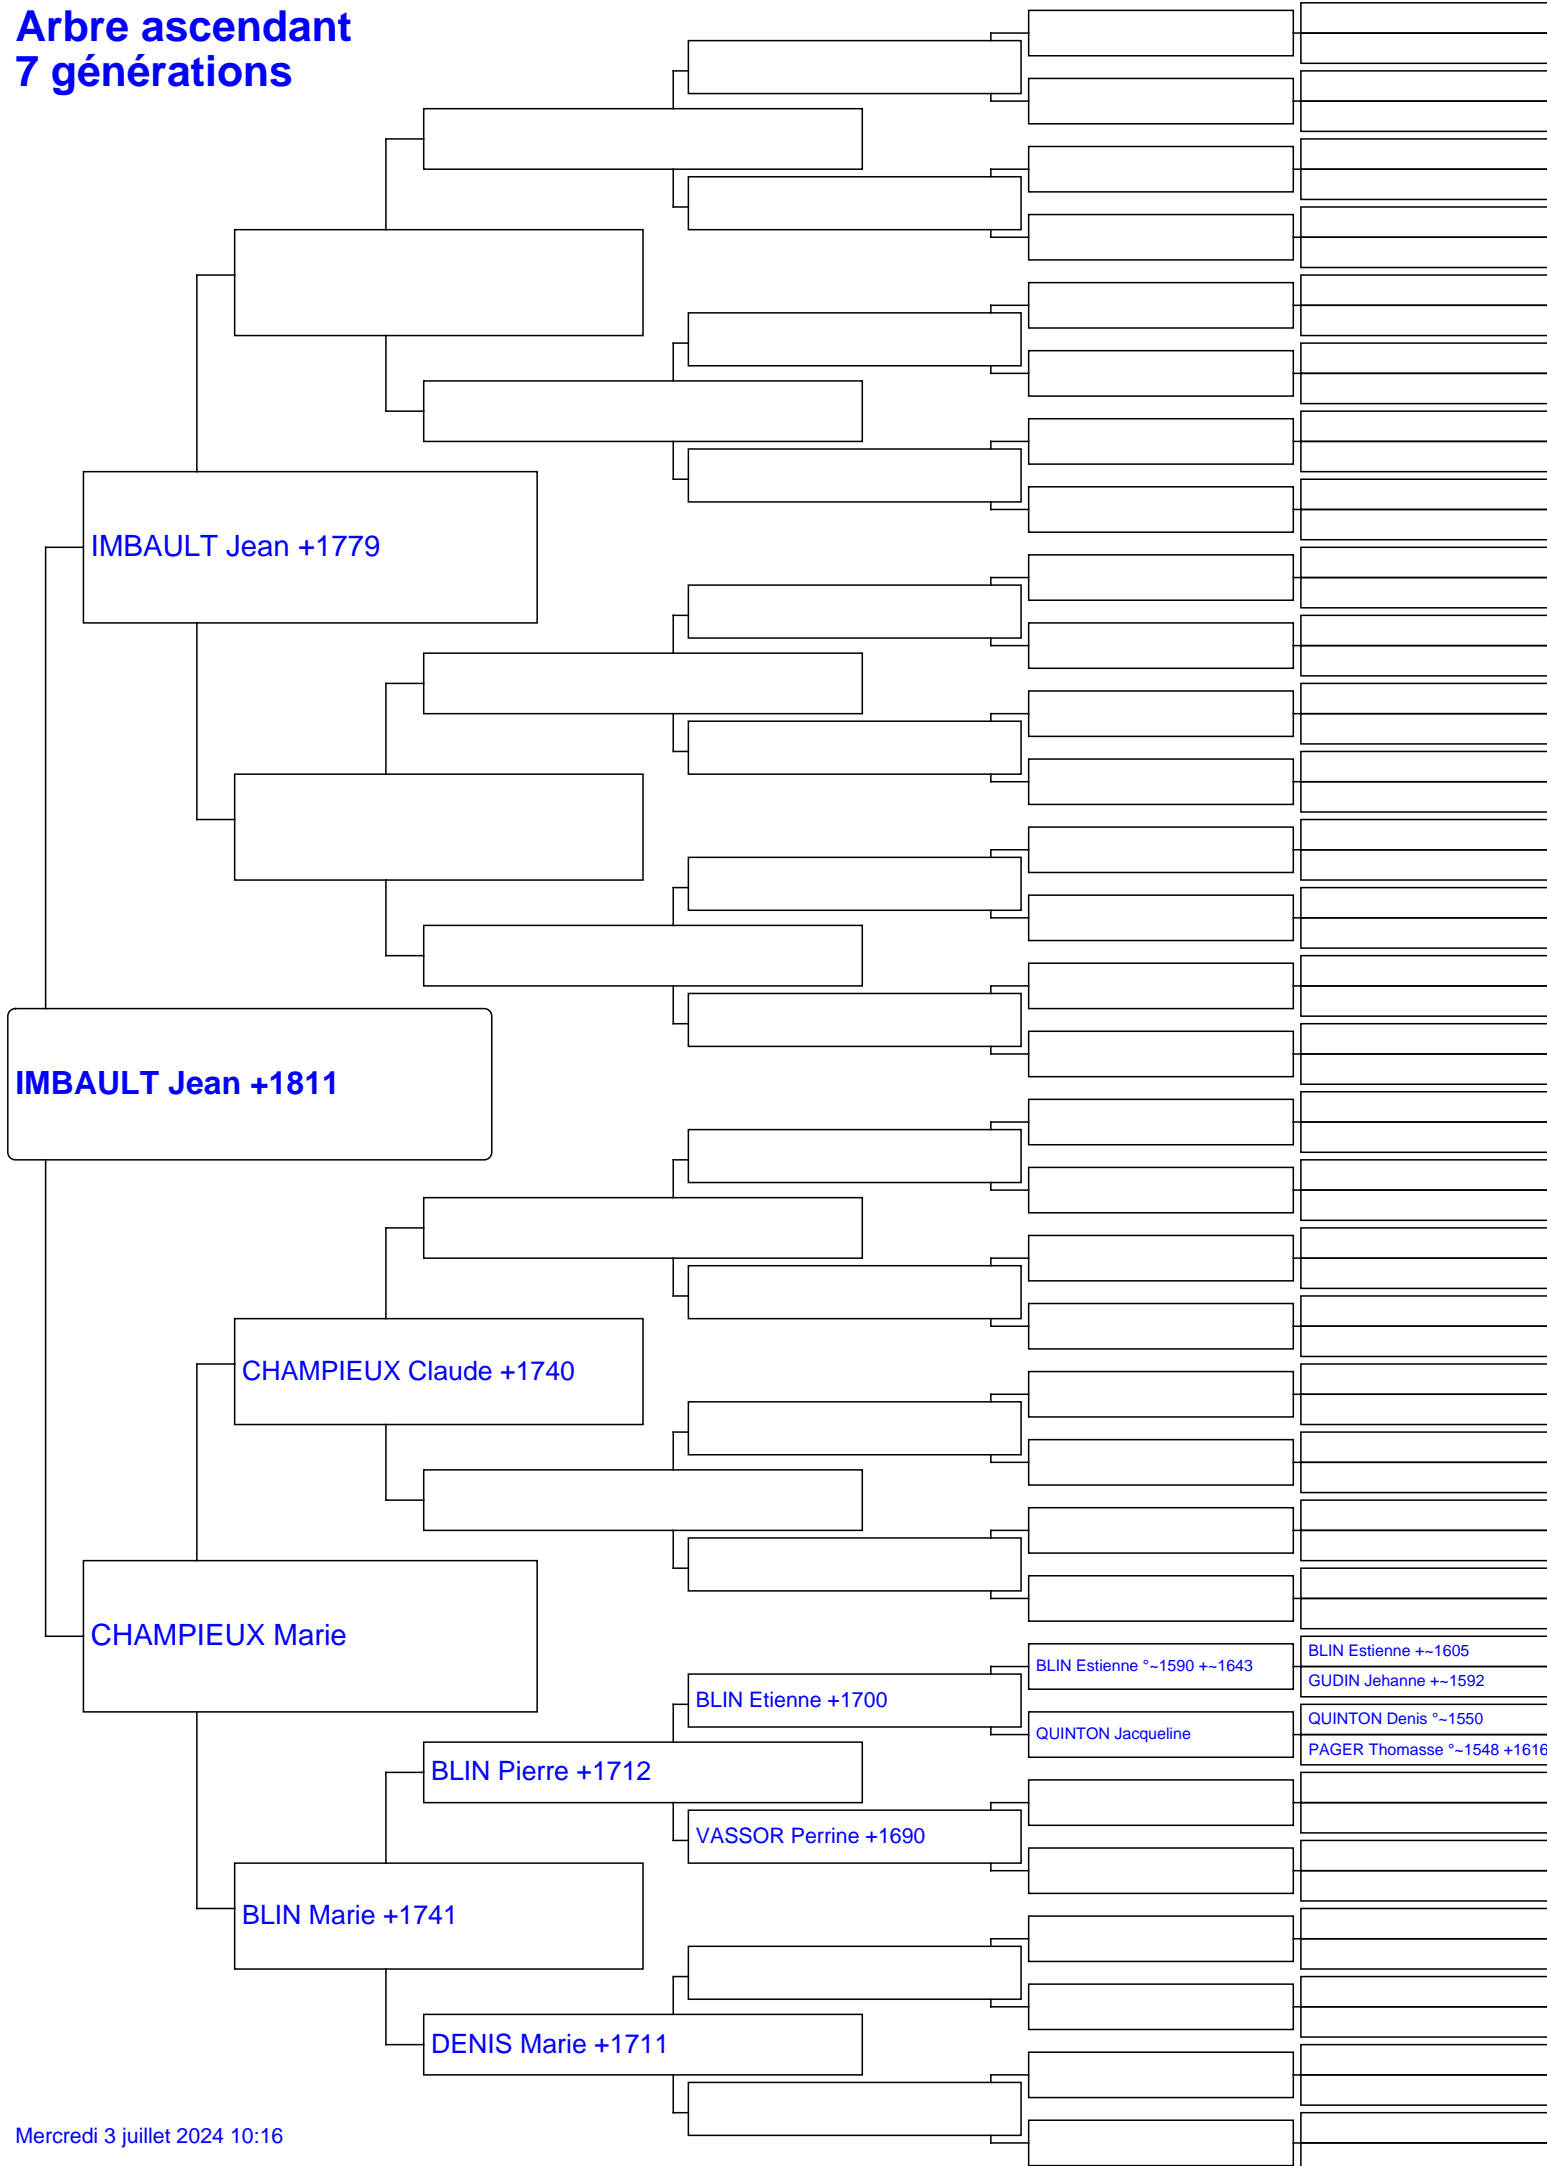 Arbre ascendant
7 générations
IMBAULT Jean +1779
IMBAULT Jean +1811
CHAMPIEUX Claude +1740
CHAMPIEUX Marie
BLIN Estienne °~1590 +~1643
BLIN Estienne +~1605
GUDIN Jehanne +~1592
BLIN Etienne +1700
QUINTON Jacqueline
QUINTON Denis °~1550
PAGER Thomasse °~1548 +1616
BLIN Pierre +1712
VASSOR Perrine +1690
BLIN Marie +1741
DENIS Marie +1711
Mercredi 3 juillet 2024 10:16